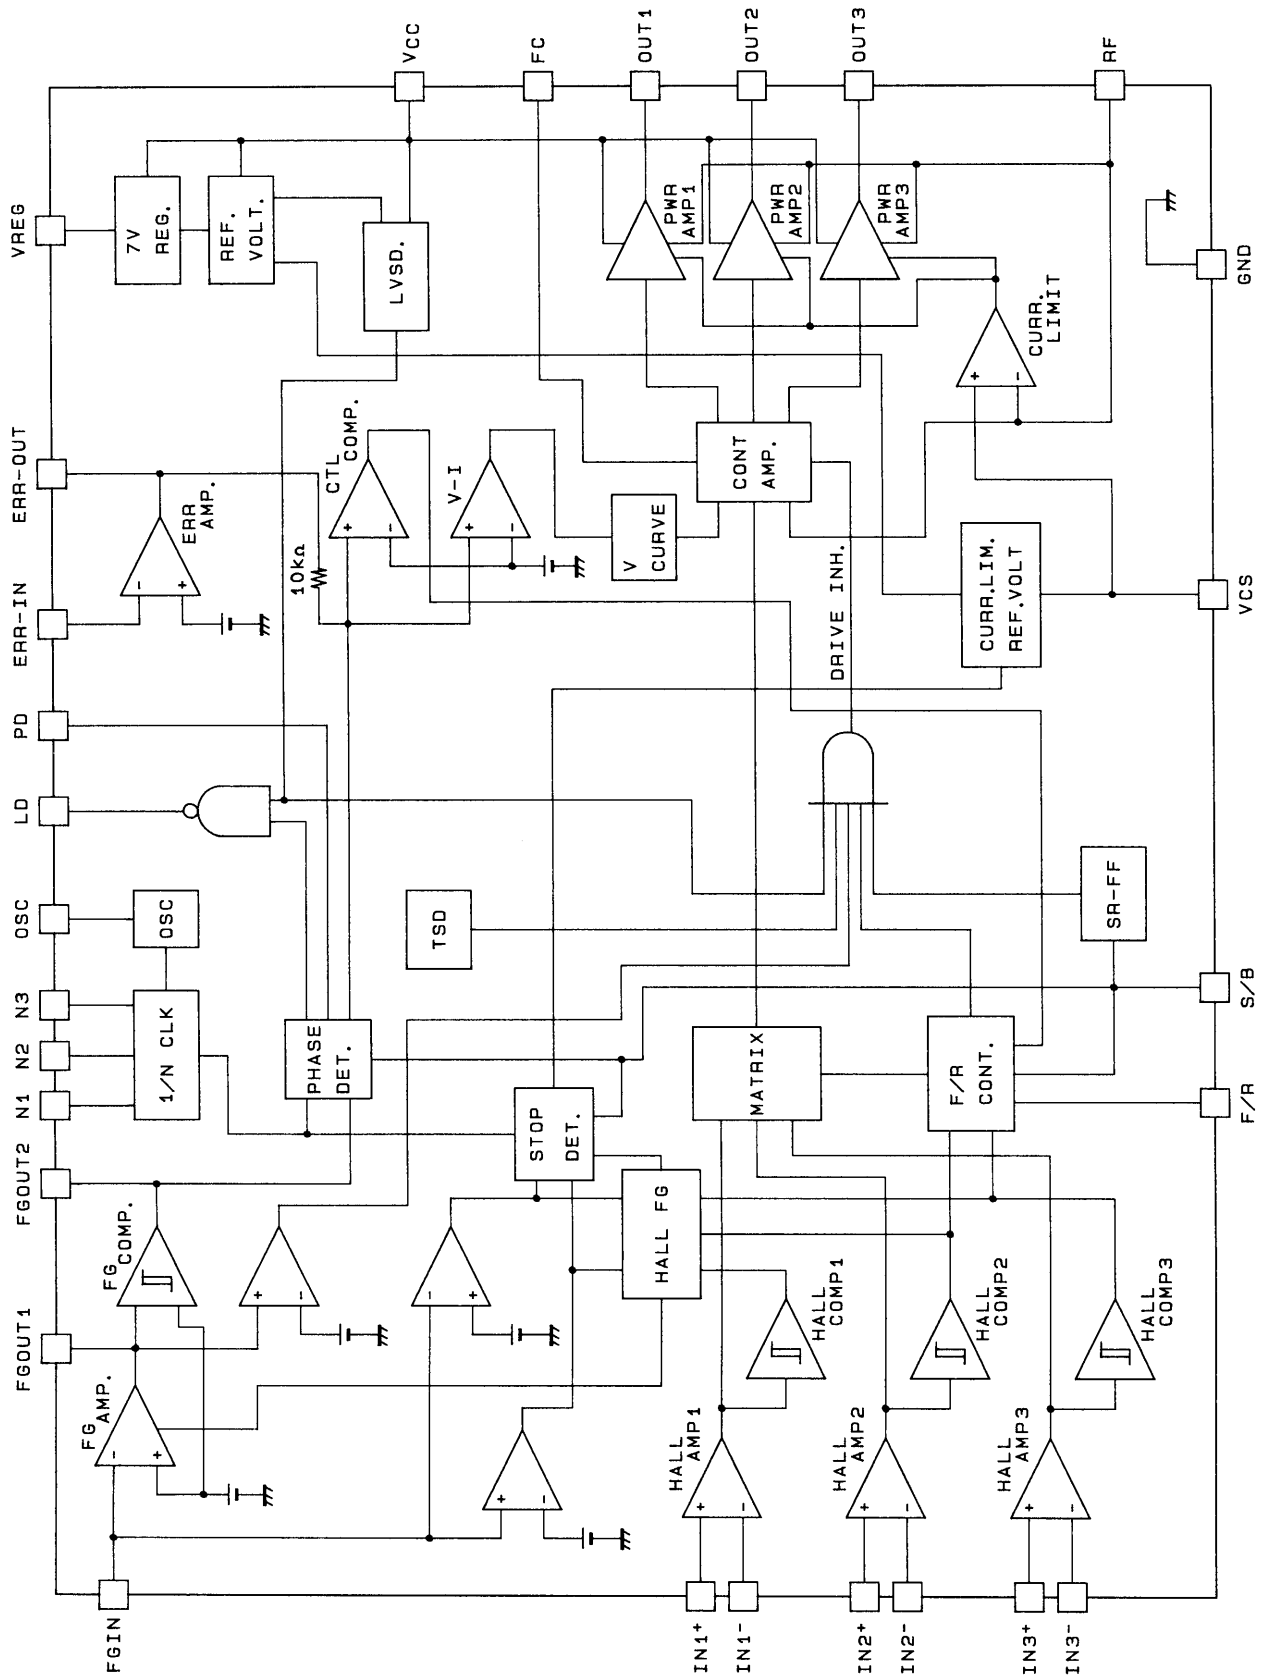 FGIN
FGOUT1
FGOUT2
N1
N2
N3
OSC
LD
PD
ERR-IN
ERR-OUT
VREG
FG
AMP.
FG
COMP.
1/N CLK
OSC
ERR
AMP.
7V
REG.
REF.
VOLT.
PHASE
DET.
10kΩ
CTL
COMP.
LVSD.
VCC
TSD
V-I
FC
STOP
DET.
HALL FG
V
CURVE
OUT1
PWR
AMP1
IN1+
IN1-
HALL
AMP1
HALL
COMP1
MATRIX
CONT
AMP.
OUT2
PWR
AMP2
DRIVE INH.
OUT3
PWR
AMP3
IN2+
IN2-
HALL
AMP2
HALL
COMP2
F/R
CONT.
CURR.LIM.
REF.VOLT
CURR.
LIMIT
IN3+
IN3-
HALL
AMP3
HALL
COMP3
SR-FF
RF
F/R
S/B
VCS
GND
+
-
+
-
+
-
+
-
+
-
+
-
+
-
+
-
+
-
+
-
+
-